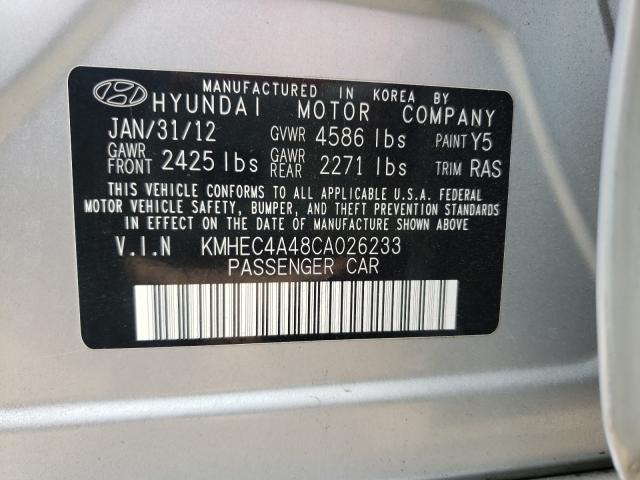 MANUFACTURED IN KOREA BY
HYUNDAI MOTOR COMPANY
JAN/31/12 GVWR 4586 lbs PAINT Y5
GAWR FRONT 2425 lbs GAWR REAR 2271 lbs TRIM RAS
THIS VEHICLE CONFORMS TO ALL APPLICABLE U.S.A. FEDERAL
MOTOR VEHICLE SAFETY, BUMPER, AND THEFT PREVENTION STANDARDS
IN EFFECT ON THE DATE OF MANUFACTURE SHOWN ABOVE.
V.I.N KMHEC4A48CA026233
PASSENGER CAR